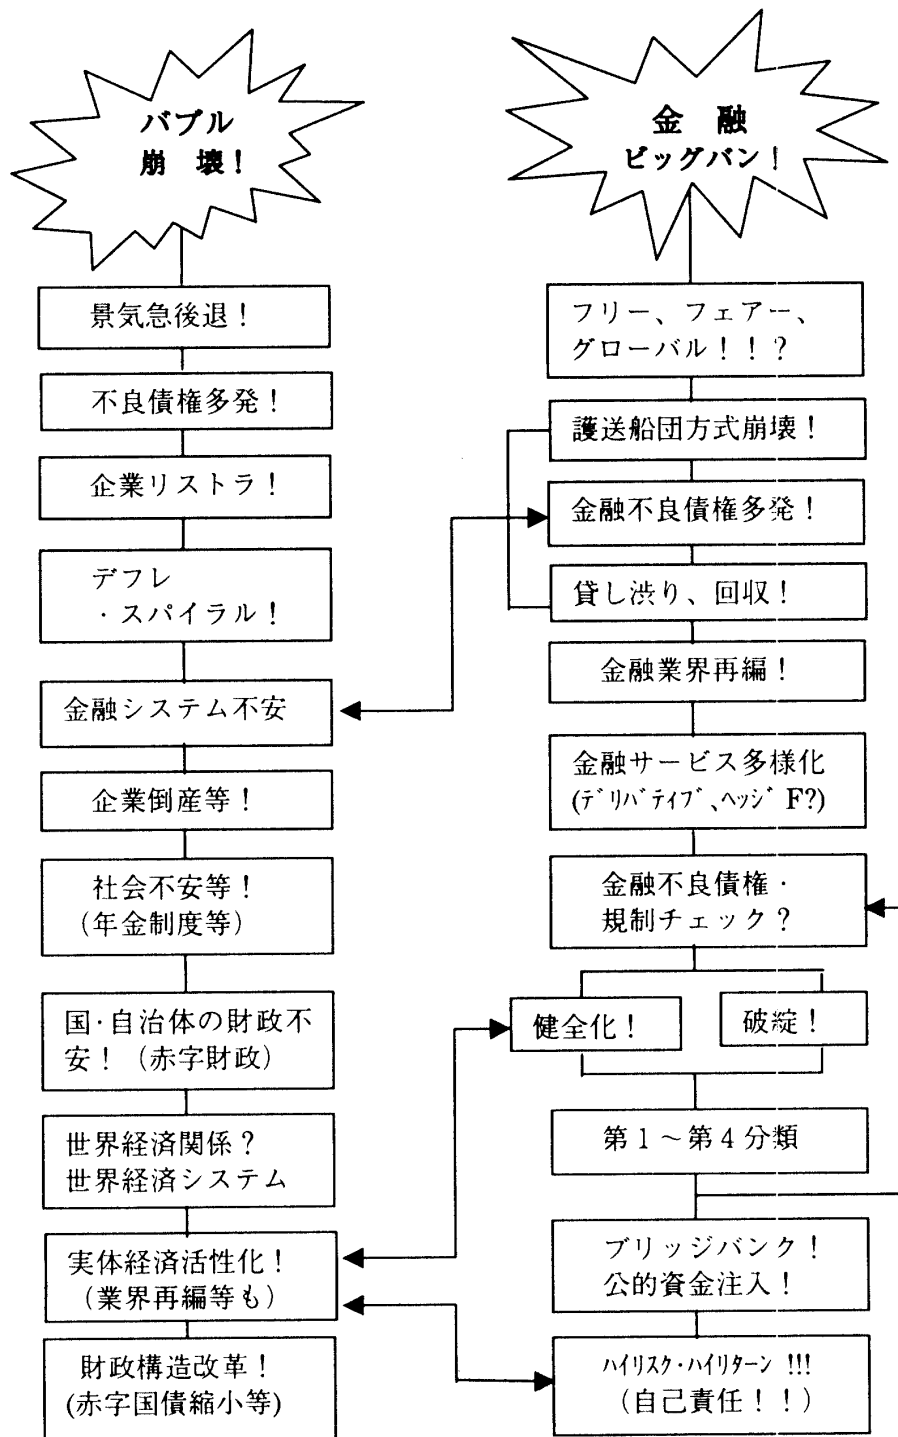 バブル
崩　壊！
景気急後退！
不良債権多発！
企業リストラ！
デフレ
・スパイラル！
金融システム不安
企業倒産等！
社会不安等！
（年金制度等）
国・自治体の財政不
安！（赤字財政）
世界経済関係？
世界経済システム
実体経済活性化！
（業界再編等も）
財政構造改革！
(赤字国債縮小等)
金　融
ビッグバン！
フリー、フェアー、
グローバル！！？
護送船団方式崩壊！
金融不良債権多発！
貸し渋り、回収！
金融業界再編！
金融サービス多様化
(ﾃﾞﾘﾊﾞﾃｨﾌﾞ､ﾍｯｼﾞF?)
金融不良債権・
規制チェック？
健全化！
破綻！
第１～第４分類
ブリッジバンク！
公的資金注入！
ﾊｲﾘｽｸ・ﾊｲﾘﾀｰﾝ !!!
（自己責任！！）